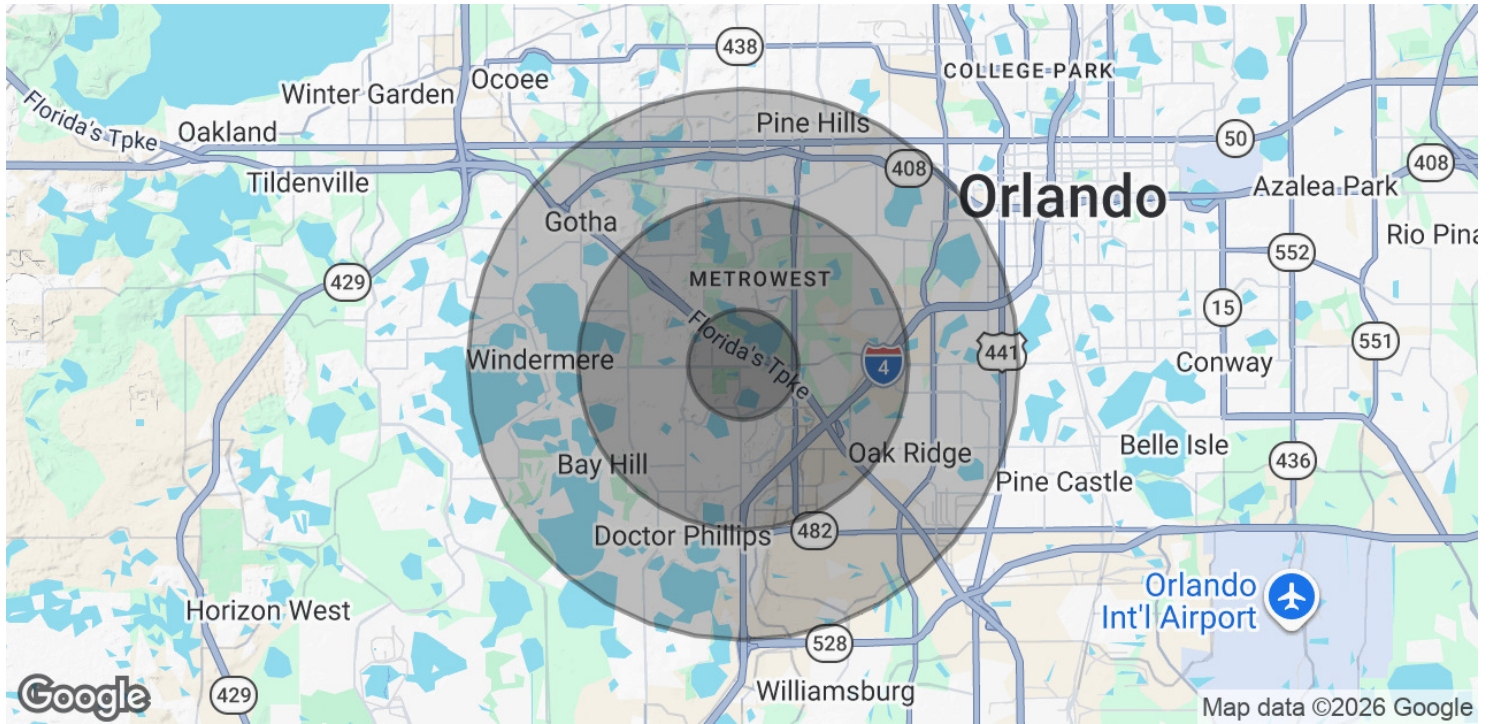 438
COLLEGE PARK
Ocoee
Winter Garden
Florida's Tpke
Oakland
Pine Hills
50
408
408
Tildenville
Orlando
Azalea Park
Gotha
Rio Pina
552
METROWEST
429
15
Florida's Tpke
551
Windermere
4
441
Conway
Bay Hill
Oak Ridge
Belle Isle
436
Pine Castle
Doctor Phillips
482
Orlando
Int'l Airport
Horizon West
528
429
Williamsburg
Google
Map data ©2026 Google